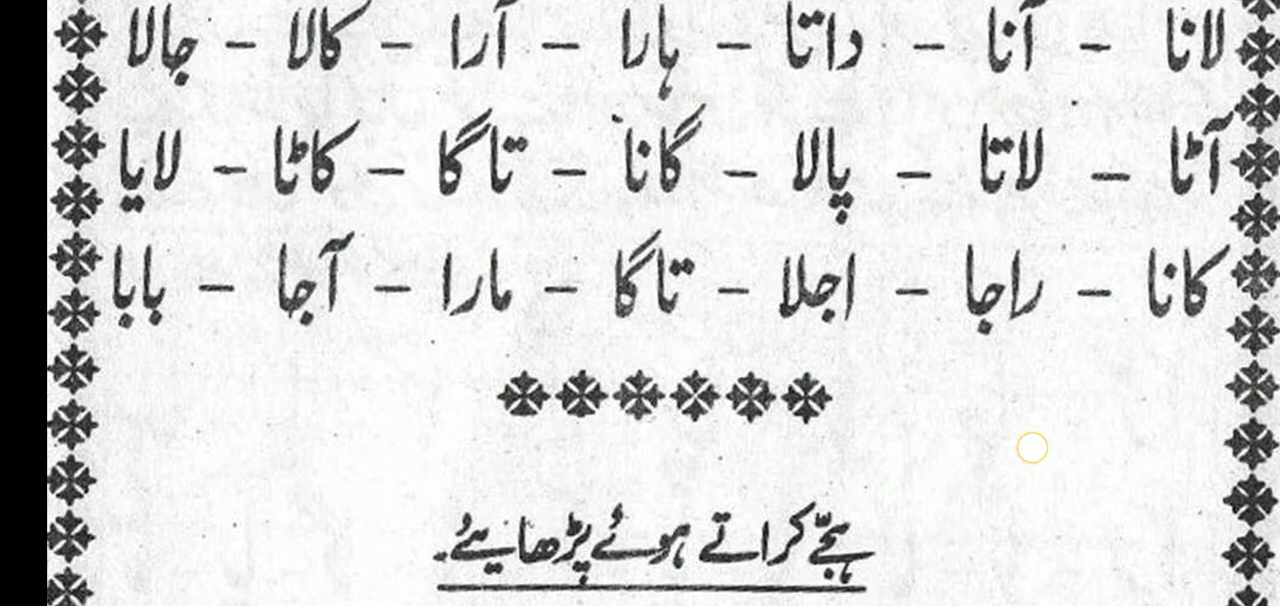 لانا - آنا - داتا - ہارا - آرا - کالا - جالا
آٹا - لاتا - پالا - گانا - تاگا - کاٹا - لایا
کانا - راجا - اجلا - تاگا - مارا - آجا - بابا
ہجّے کراتے ہوئے پڑھایئے۔